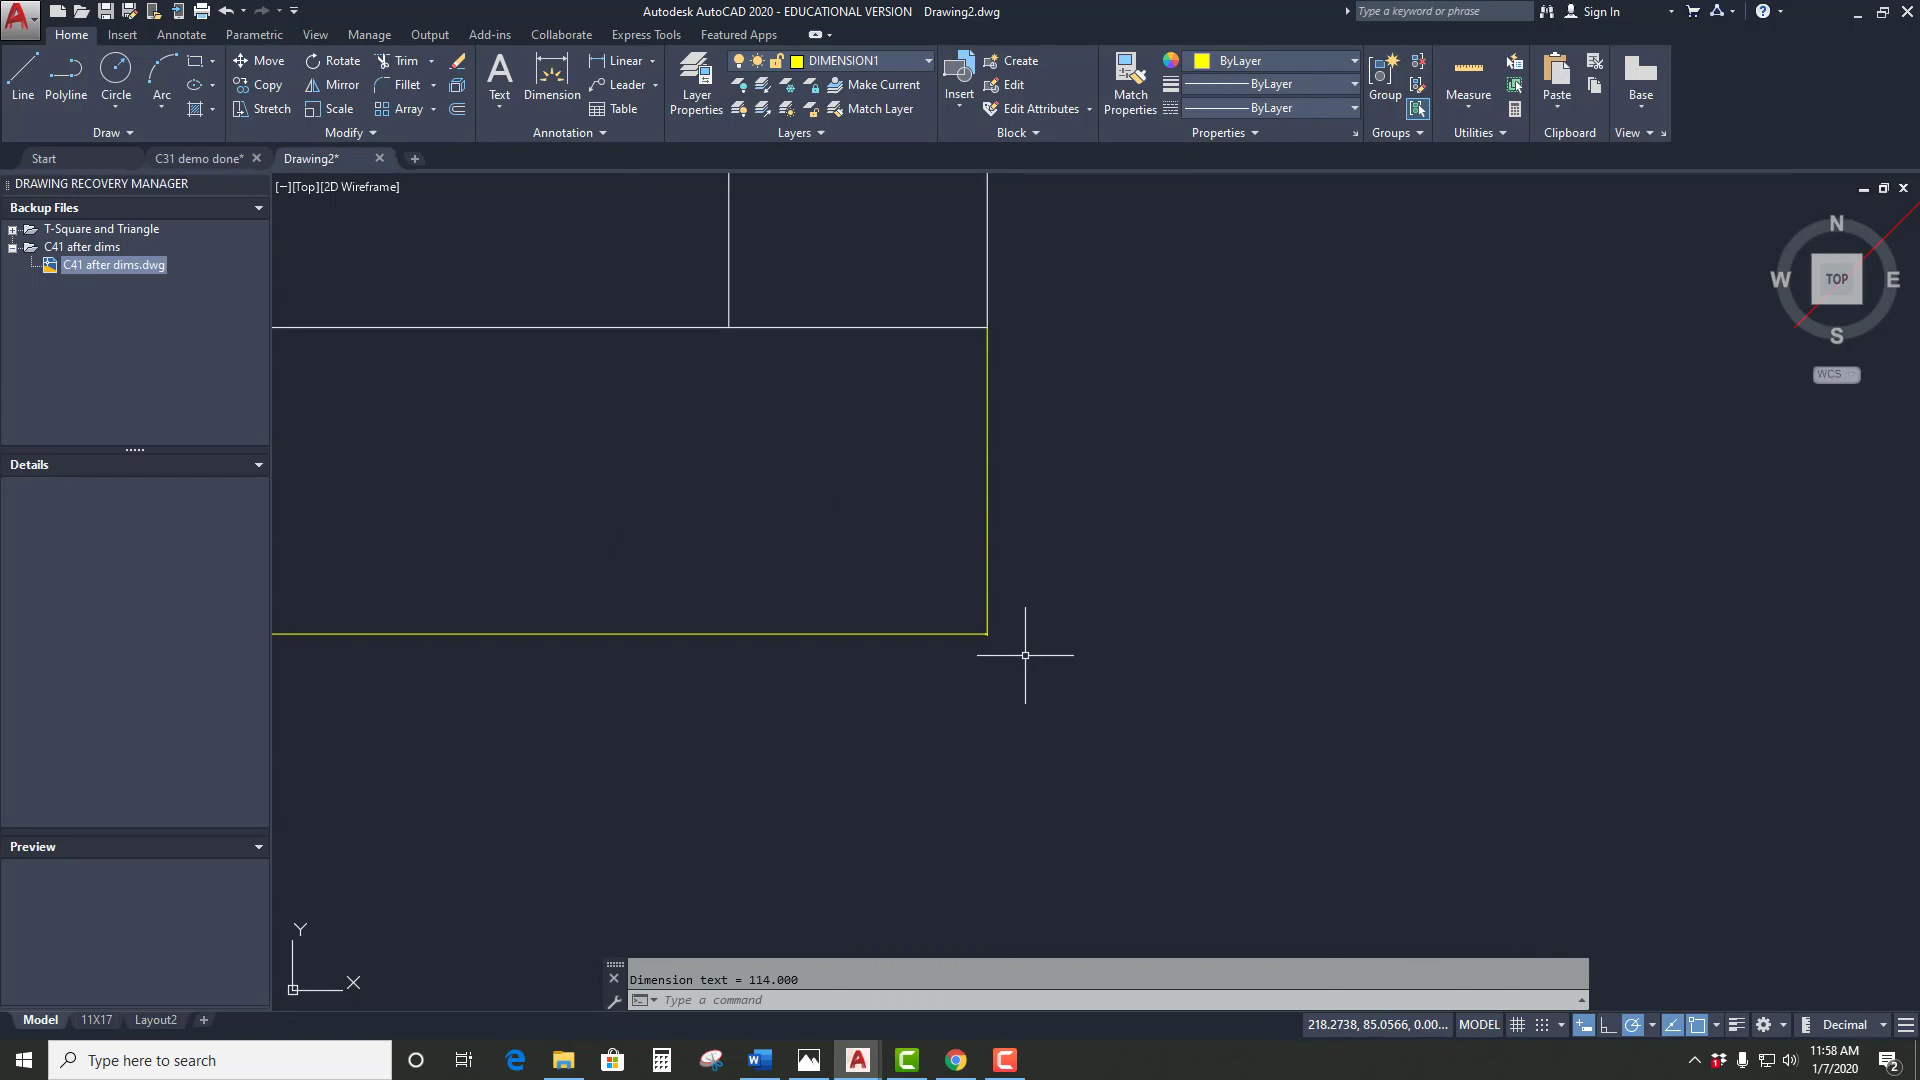 Autodesk AutoCAD 2020 - EDUCATIONAL VERSION Drawing2.dwg
Type a keyword or phrase
Sign In
Home Insert Annotate Parametric View Manage Output Add-ins Collaborate Express Tools Featured Apps
Line Polyline Circle Arc
Move Rotate Trim
Copy Mirror Fillet
Stretch Scale Array
Text Dimension
Linear
Leader
Table
Layer Properties
DIMENSION1
Make Current
Match Layer
Insert
Create
Edit
Edit Attributes
Match Properties
ByLayer
ByLayer
ByLayer
Group
Measure
Paste
Base
Draw Modify Annotation Layers Block Properties Groups Utilities Clipboard View
Start C31 demo done* Drawing2*
DRAWING RECOVERY MANAGER
Backup Files
T-Square and Triangle
C41 after dims
C41 after dims.dwg
Details
Preview
[−][Top][2D Wireframe]
N
W TOP E
S
WCS
Y
X
Dimension text = 114.000
Type a command
Model 11X17 Layout2
218.2738, 85.0566, 0.00... MODEL Decimal
Type here to search
11:58 AM
1/7/2020
2